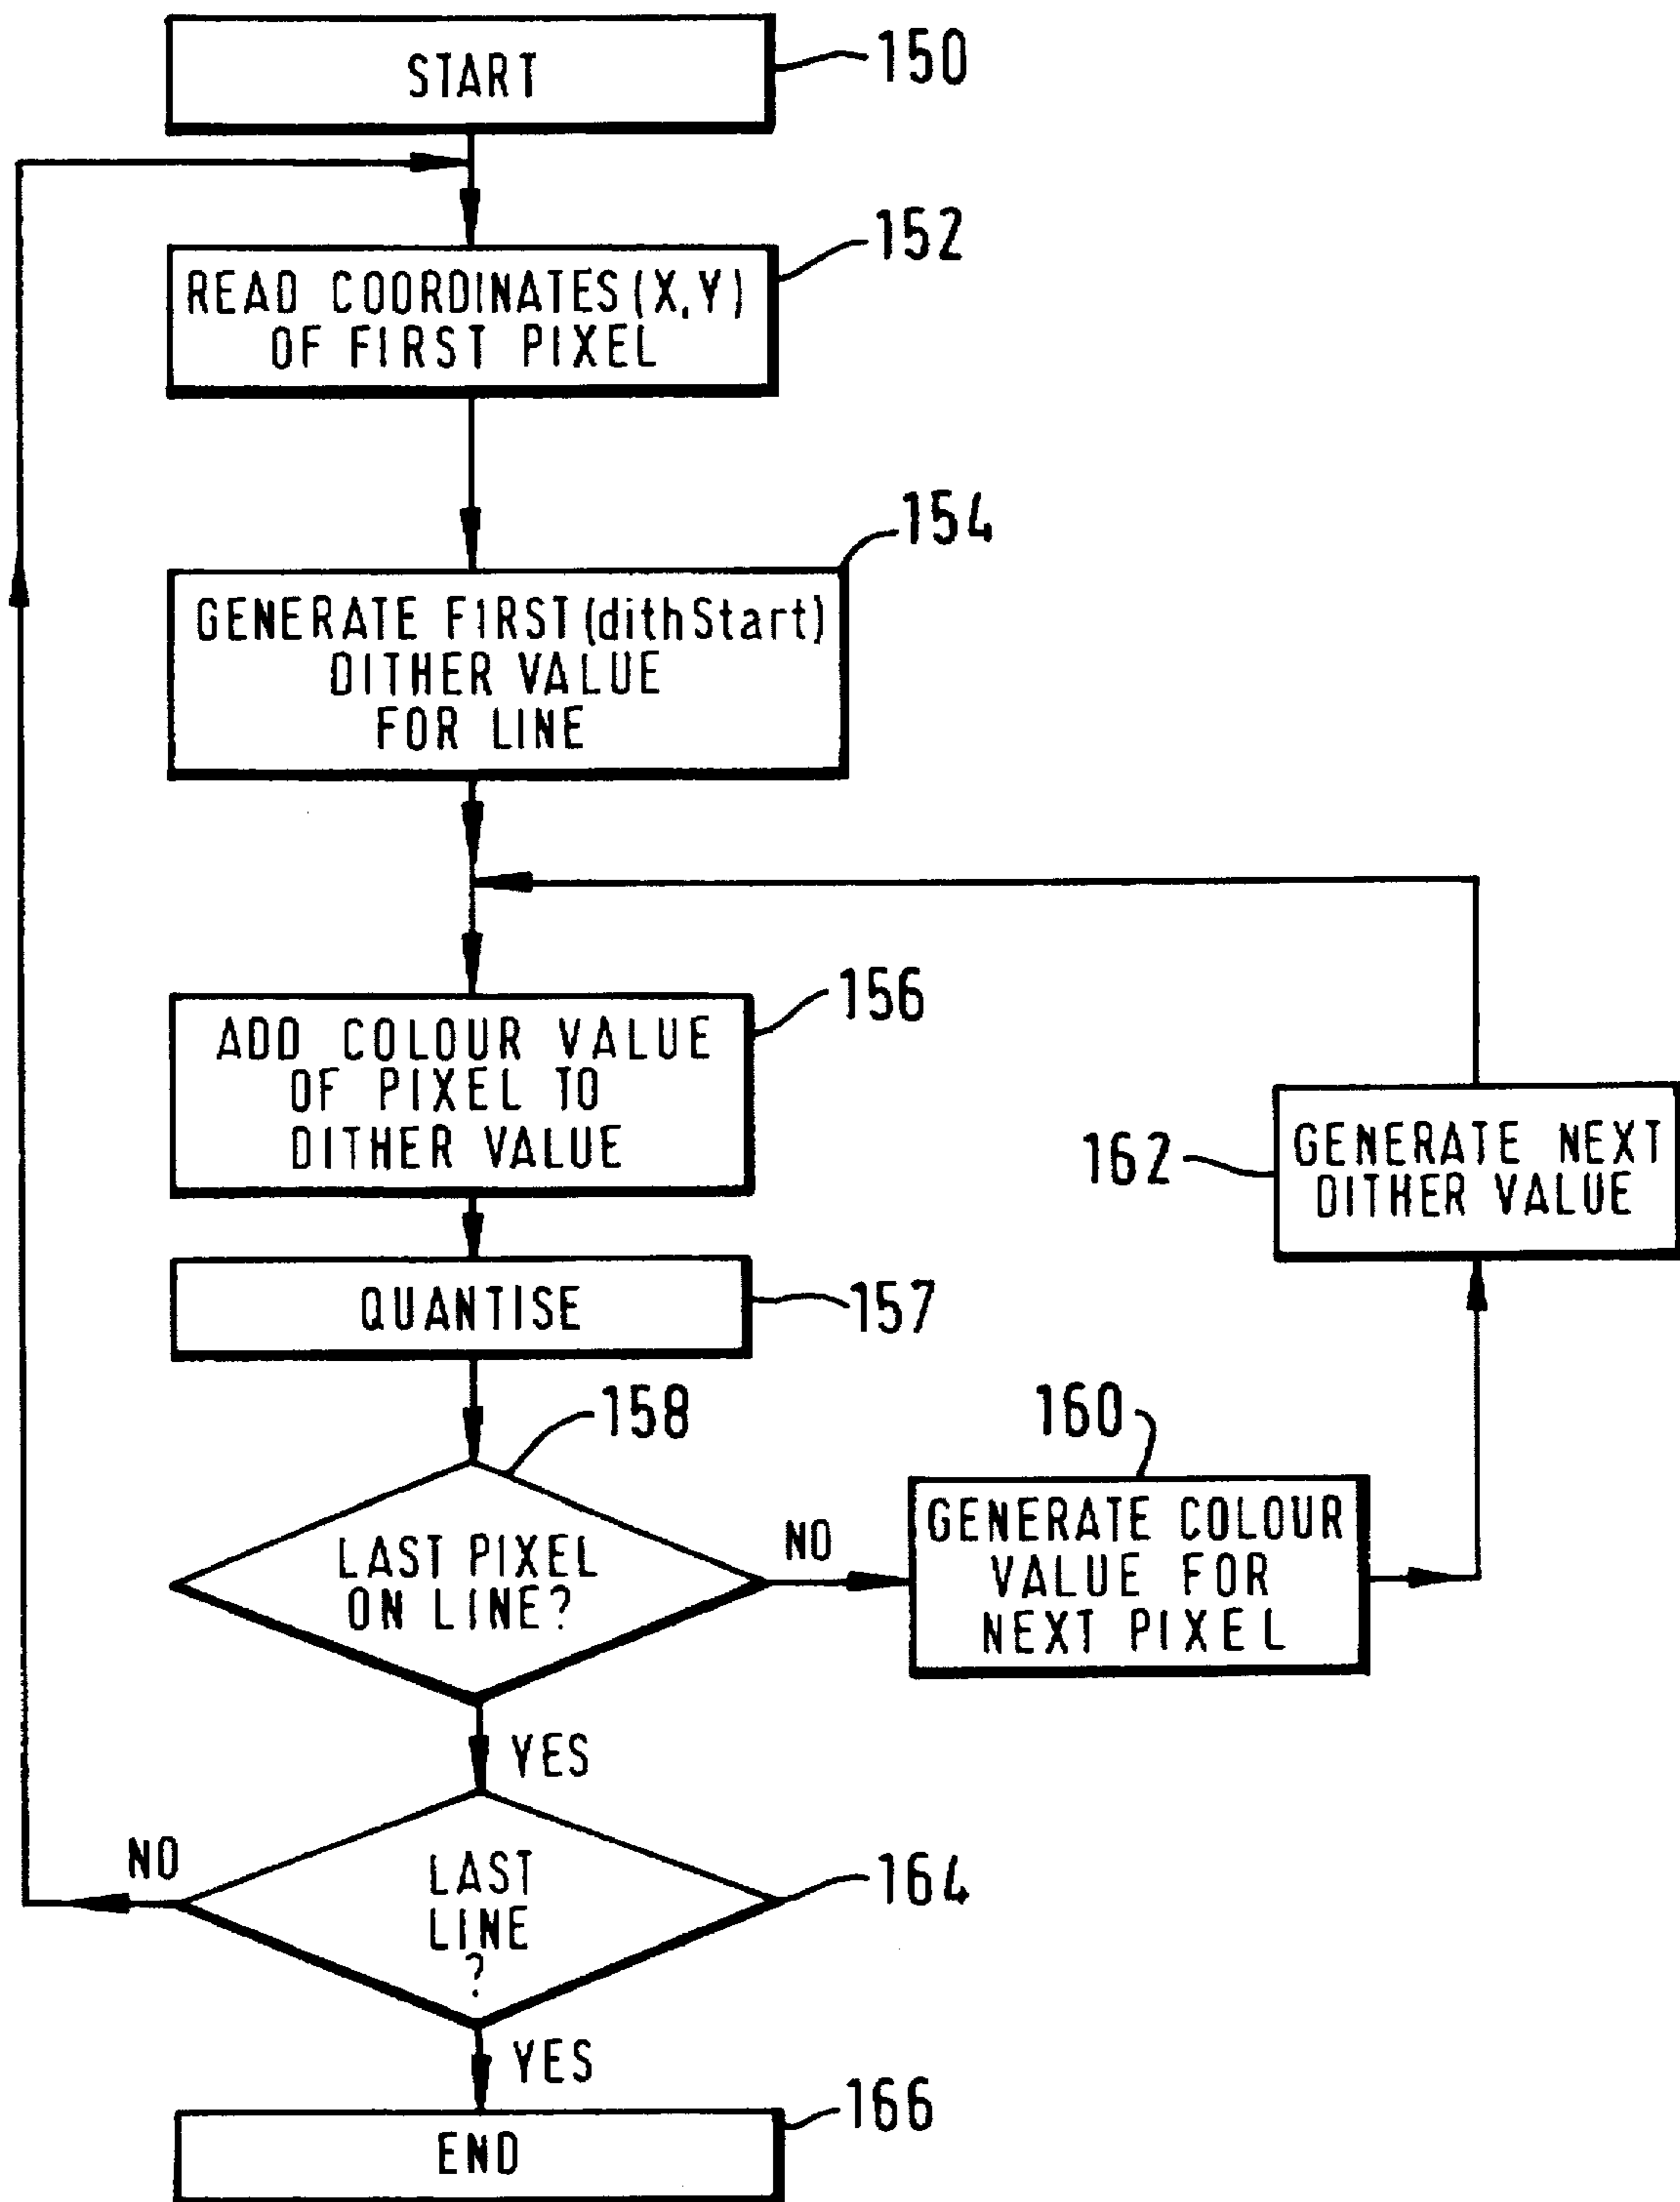 START
150
READ COORDINATES (X,Y)
OF FIRST PIXEL
152
GENERATE FIRST (dithStart)
DITHER VALUE
FOR LINE
154
ADD COLOUR VALUE
OF PIXEL TO
DITHER VALUE
156
QUANTISE
157
LAST PIXEL
ON LINE?
158
NO
GENERATE COLOUR
VALUE FOR
NEXT PIXEL
160
GENERATE NEXT
DITHER VALUE
162
YES
LAST
LINE
?
164
NO
YES
END
166